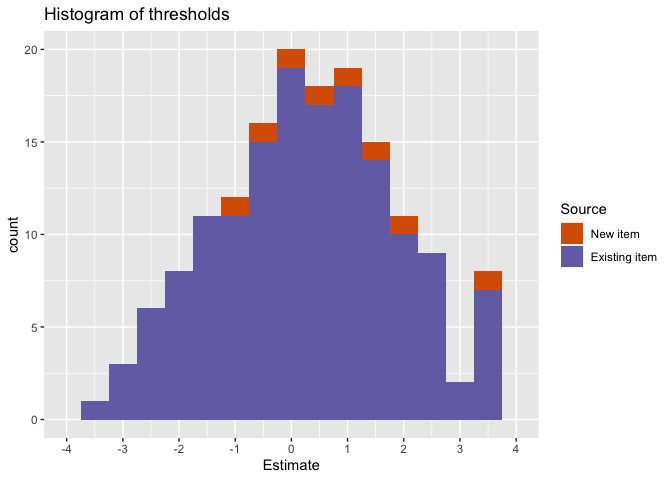 Histogram of thresholds
20
15
10
5
0
count
-4 -3 -2 -1 0 1 2 3 4
Estimate
Source
New item
Existing item